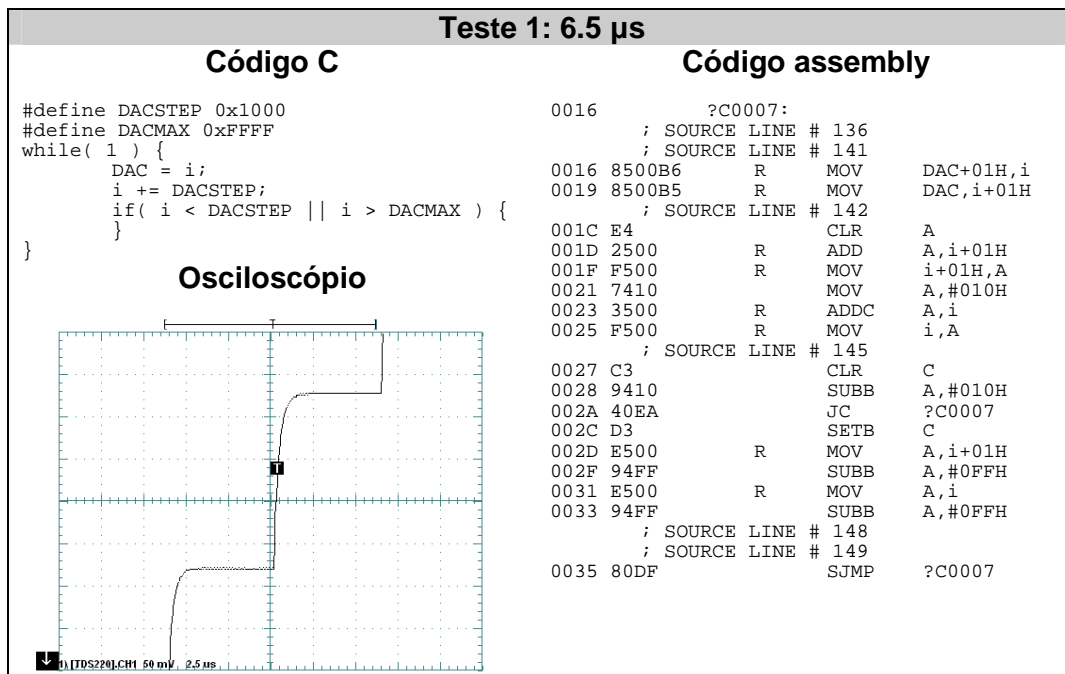 Teste 1: 6.5 µs
Código C
#define DACSTEP 0x1000
#define DACMAX 0xFFFF
while( 1 ) {
DAC = i;
i += DACSTEP;
if( i < DACSTEP || i > DACMAX ) {
}
}
Osciloscópio
T
T
1) [TDS220].CH1 50 mV 2.5 us
Código assembly
0016 ?C0007:
; SOURCE LINE # 136
; SOURCE LINE # 141
0016 8500B6 R MOV DAC+01H,i
0019 8500B5 R MOV DAC,i+01H
; SOURCE LINE # 142
001C E4 CLR A
001D 2500 R ADD A,i+01H
001F F500 R MOV i+01H,A
0021 7410 MOV A,#010H
0023 3500 R ADDC A,i
0025 F500 R MOV i,A
; SOURCE LINE # 145
0027 C3 CLR C
0028 9410 SUBB A,#010H
002A 40EA JC ?C0007
002C D3 SETB C
002D E500 R MOV A,i+01H
002F 94FF SUBB A,#0FFH
0031 E500 R MOV A,i
0033 94FF SUBB A,#0FFH
; SOURCE LINE # 148
; SOURCE LINE # 149
0035 80DF SJMP ?C0007